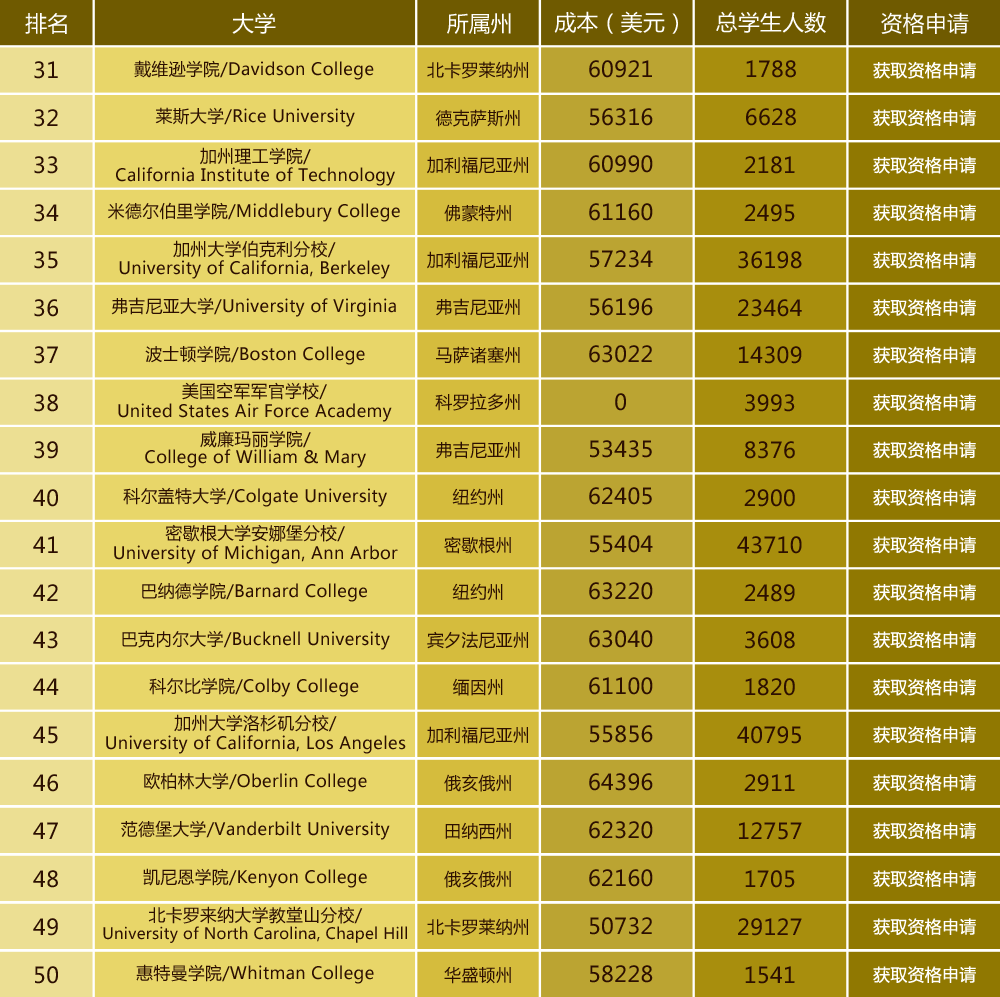 排名 大学 所属州 成本（美元） 总学生人数 资格申请
31 戴维逊学院/Davidson College 北卡罗莱纳州 60921 1788 获取资格申请
32 莱斯大学/Rice University 德克萨斯州 56316 6628 获取资格申请
33 加州理工学院/
California Institute of Technology 加利福尼亚州 60990 2181 获取资格申请
34 米德尔伯里学院/Middlebury College 佛蒙特州 61160 2495 获取资格申请
35 加州大学伯克利分校/
University of California, Berkeley 加利福尼亚州 57234 36198 获取资格申请
36 弗吉尼亚大学/University of Virginia 弗吉尼亚州 56196 23464 获取资格申请
37 波士顿学院/Boston College 马萨诸塞州 63022 14309 获取资格申请
38 美国空军军官学校/
United States Air Force Academy 科罗拉多州 0 3993 获取资格申请
39 威廉玛丽学院/
College of William & Mary 弗吉尼亚州 53435 8376 获取资格申请
40 科尔盖特大学/Colgate University 纽约州 62405 2900 获取资格申请
41 密歇根大学安娜堡分校/
University of Michigan, Ann Arbor 密歇根州 55404 43710 获取资格申请
42 巴纳德学院/Barnard College 纽约州 63220 2489 获取资格申请
43 巴克内尔大学/Bucknell University 宾夕法尼亚州 63040 3608 获取资格申请
44 科尔比学院/Colby College 缅因州 61100 1820 获取资格申请
45 加州大学洛杉矶分校/
University of California, Los Angeles 加利福尼亚州 55856 40795 获取资格申请
46 欧柏林大学/Oberlin College 俄亥俄州 64396 2911 获取资格申请
47 范德堡大学/Vanderbilt University 田纳西州 62320 12757 获取资格申请
48 凯尼恩学院/Kenyon College 俄亥俄州 62160 1705 获取资格申请
49 北卡罗来纳大学教堂山分校/
University of North Carolina, Chapel Hill 北卡罗莱纳州 50732 29127 获取资格申请
50 惠特曼学院/Whitman College 华盛顿州 58228 1541 获取资格申请